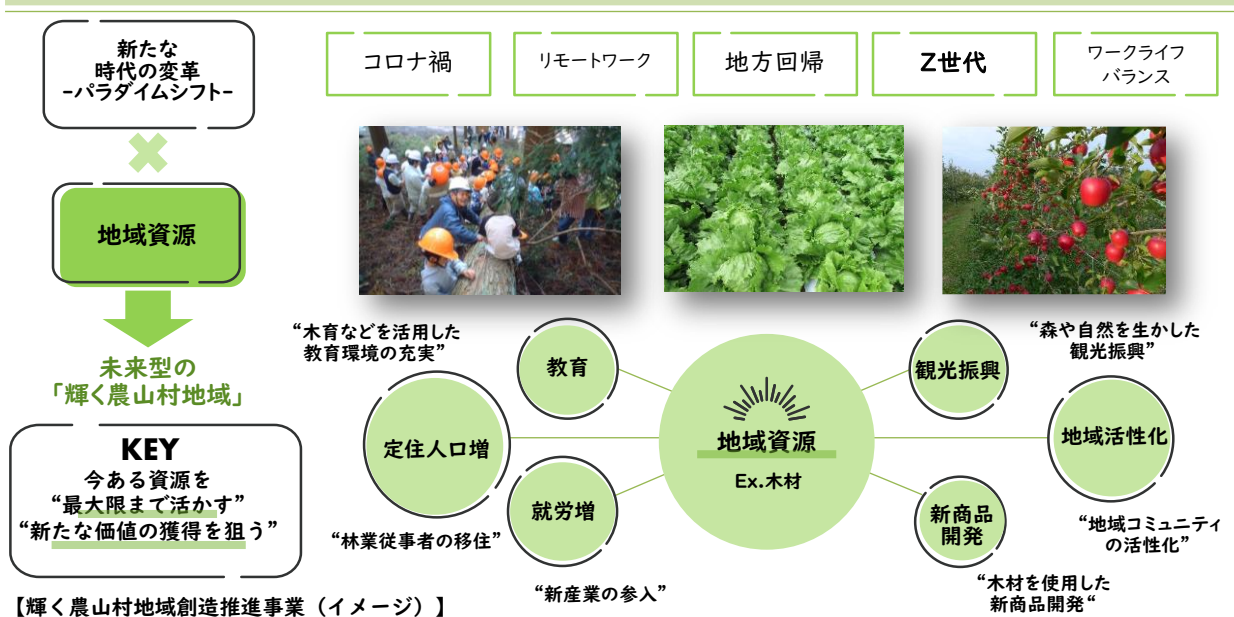 新たな
時代の変革
-パラダイムシフト-
コロナ禍
リモートワーク
地方回帰
Z世代
ワークライフ
バランス
地域資源
未来型の
「輝く農山村地域」
KEY
今ある資源を
“最大限まで活かす”
“新たな価値の獲得を狙う”
“木育などを活用した
教育環境の充実”
教育
定住人口増
就労増
“林業従事者の移住”
“新産業の参入”
地域資源
Ex.木材
“森や自然を生かした
観光振興”
観光振興
地域活性化
新商品
開発
“地域コミュニティ
の活性化”
“木材を使用した
新商品開発“
【輝く農山村地域創造推進事業（イメージ）】